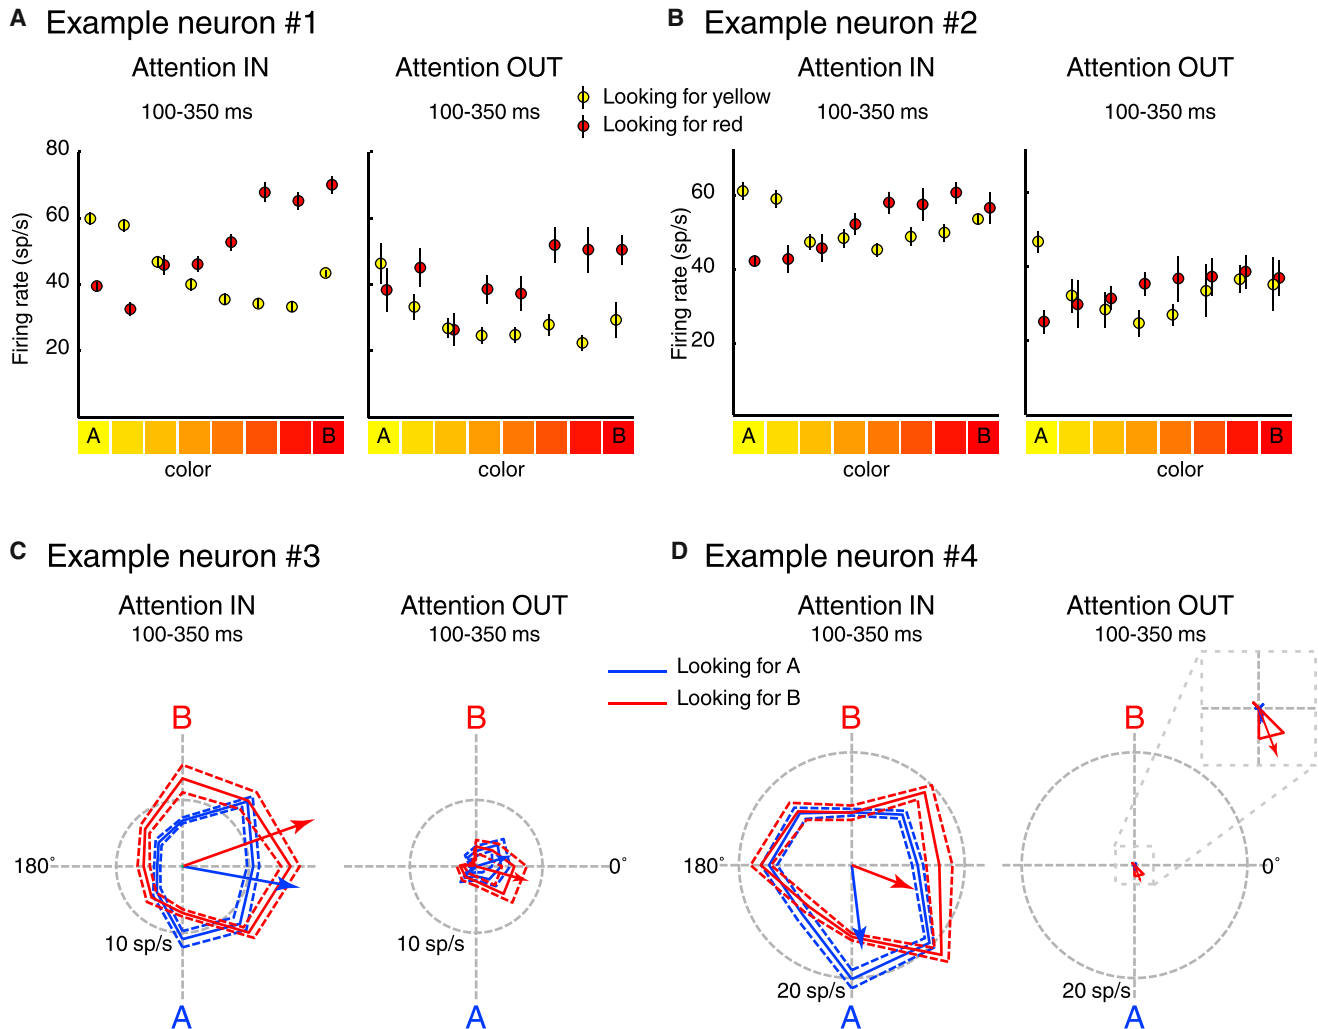 A Example neuron #1
Attention IN
100-350 ms
Attention OUT
100-350 ms
Looking for yellow
Looking for red
Firing rate (sp/s)
80
60
40
20
A
B
color
A
B
color
B Example neuron #2
Attention IN
100-350 ms
Attention OUT
100-350 ms
Firing rate (sp/s)
60
40
20
A
B
color
A
B
color
C Example neuron #3
Attention IN
100-350 ms
Attention OUT
100-350 ms
Looking for A
Looking for B
B
180°
10 sp/s
A
B
0°
10 sp/s
A
D Example neuron #4
Attention IN
100-350 ms
Attention OUT
100-350 ms
B
180°
20 sp/s
A
B
0°
20 sp/s
A